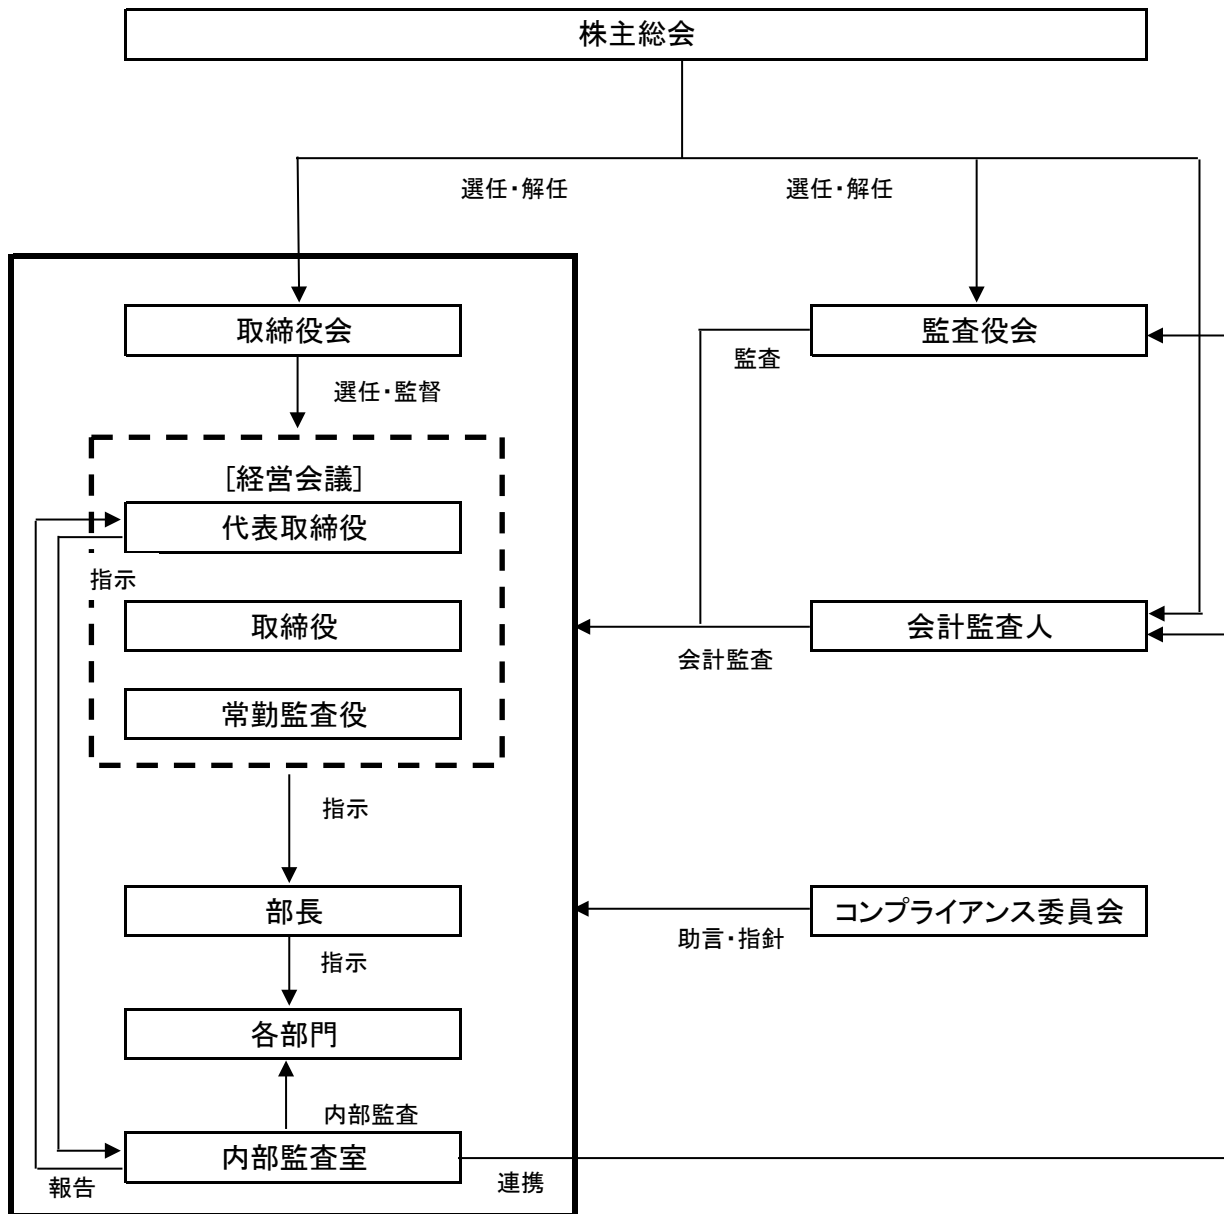 株主総会
選任・解任
選任・解任
取締役会
監査役会
監査
選任・監督
[経営会議]
代表取締役
指示
取締役
会計監査人
会計監査
常勤監査役
指示
部長
コンプライアンス委員会
助言・指針
指示
各部門
内部監査
内部監査室
報告
連携